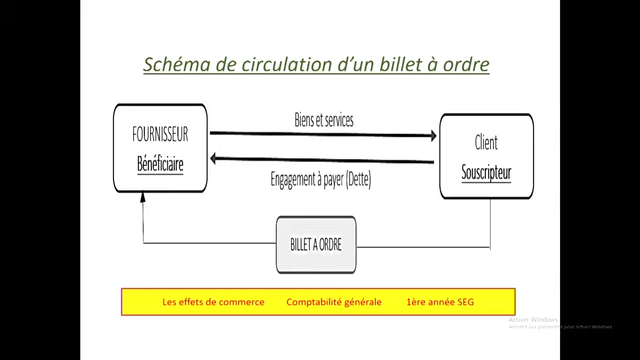 Schéma de circulation d'un billet à ordre
Biens et services
FOURNISSEUR
Bénéficiaire
Client
Souscripteur
Engagement à payer (Dette)
BILLET A ORDRE
Les effets de commerce Comptabilité générale 1ère année SEG
Activer Windows